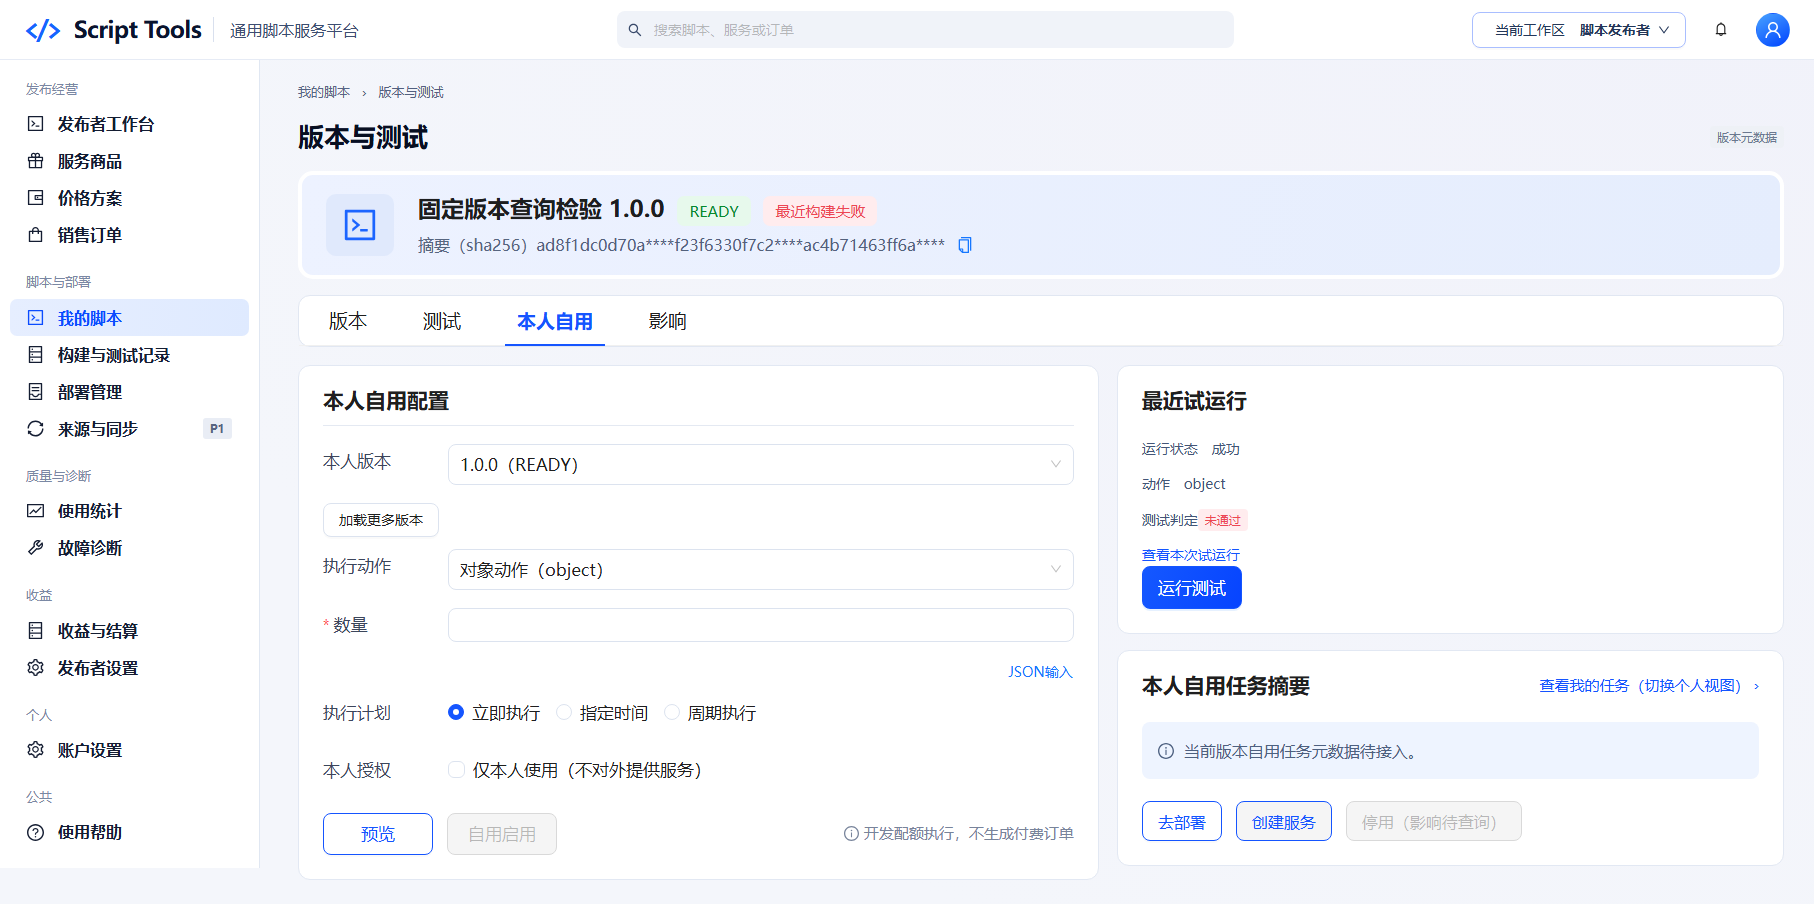 </> Script Tools
通用脚本服务平台
搜索脚本、服务或订单
当前工作区 脚本发布者
发布经营
发布者工作台
服务商品
价格方案
销售订单
脚本与部署
我的脚本
构建与测试记录
部署管理
来源与同步 P1
质量与诊断
使用统计
故障诊断
收益
收益与结算
发布者设置
个人
账户设置
公共
使用帮助
我的脚本 › 版本与测试
版本与测试
版本元数据
固定版本查询检验 1.0.0 READY 最近构建失败
摘要（sha256）ad8f1dc0d70a****f23f6330f7c2****ac4b71463ff6a****
版本 测试 本人自用 影响
本人自用配置
本人版本 1.0.0（READY）
加载更多版本
执行动作 对象动作（object）
* 数量
JSON输入
执行计划 立即执行 指定时间 周期执行
本人授权 仅本人使用（不对外提供服务）
预览 自用启用 开发配额执行，不生成付费订单
最近试运行
运行状态 成功
动作 object
测试判定 未通过
查看本次试运行
运行测试
本人自用任务摘要 查看我的任务（切换个人视图） ›
当前版本自用任务元数据待接入。
去部署 创建服务 停用（影响待查询）